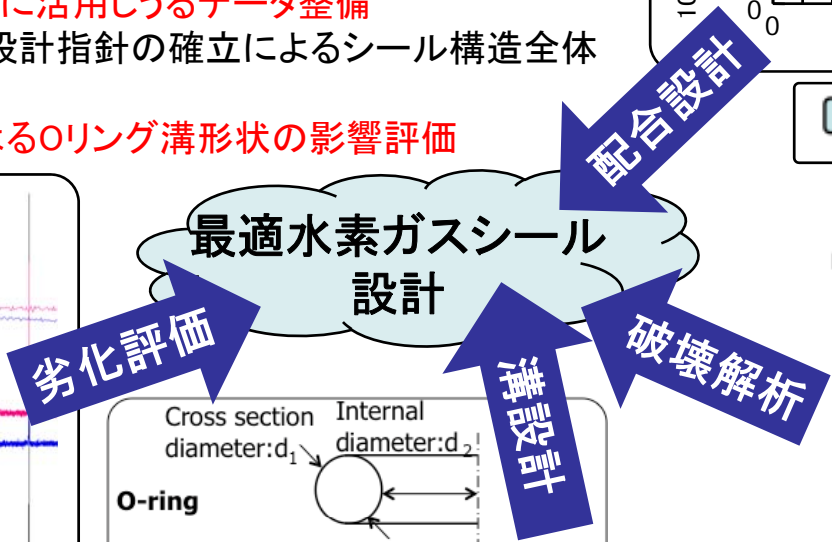 に活用しうるデータ整備
設計指針の確立によるシール構造全体
るOリング溝形状の影響評価
0
0
配合設計
最適水素ガスシール
設計
劣化評価
溝設計
破壊解析
Cross section
diameter:d1
Internal
diameter:d2
O-ring